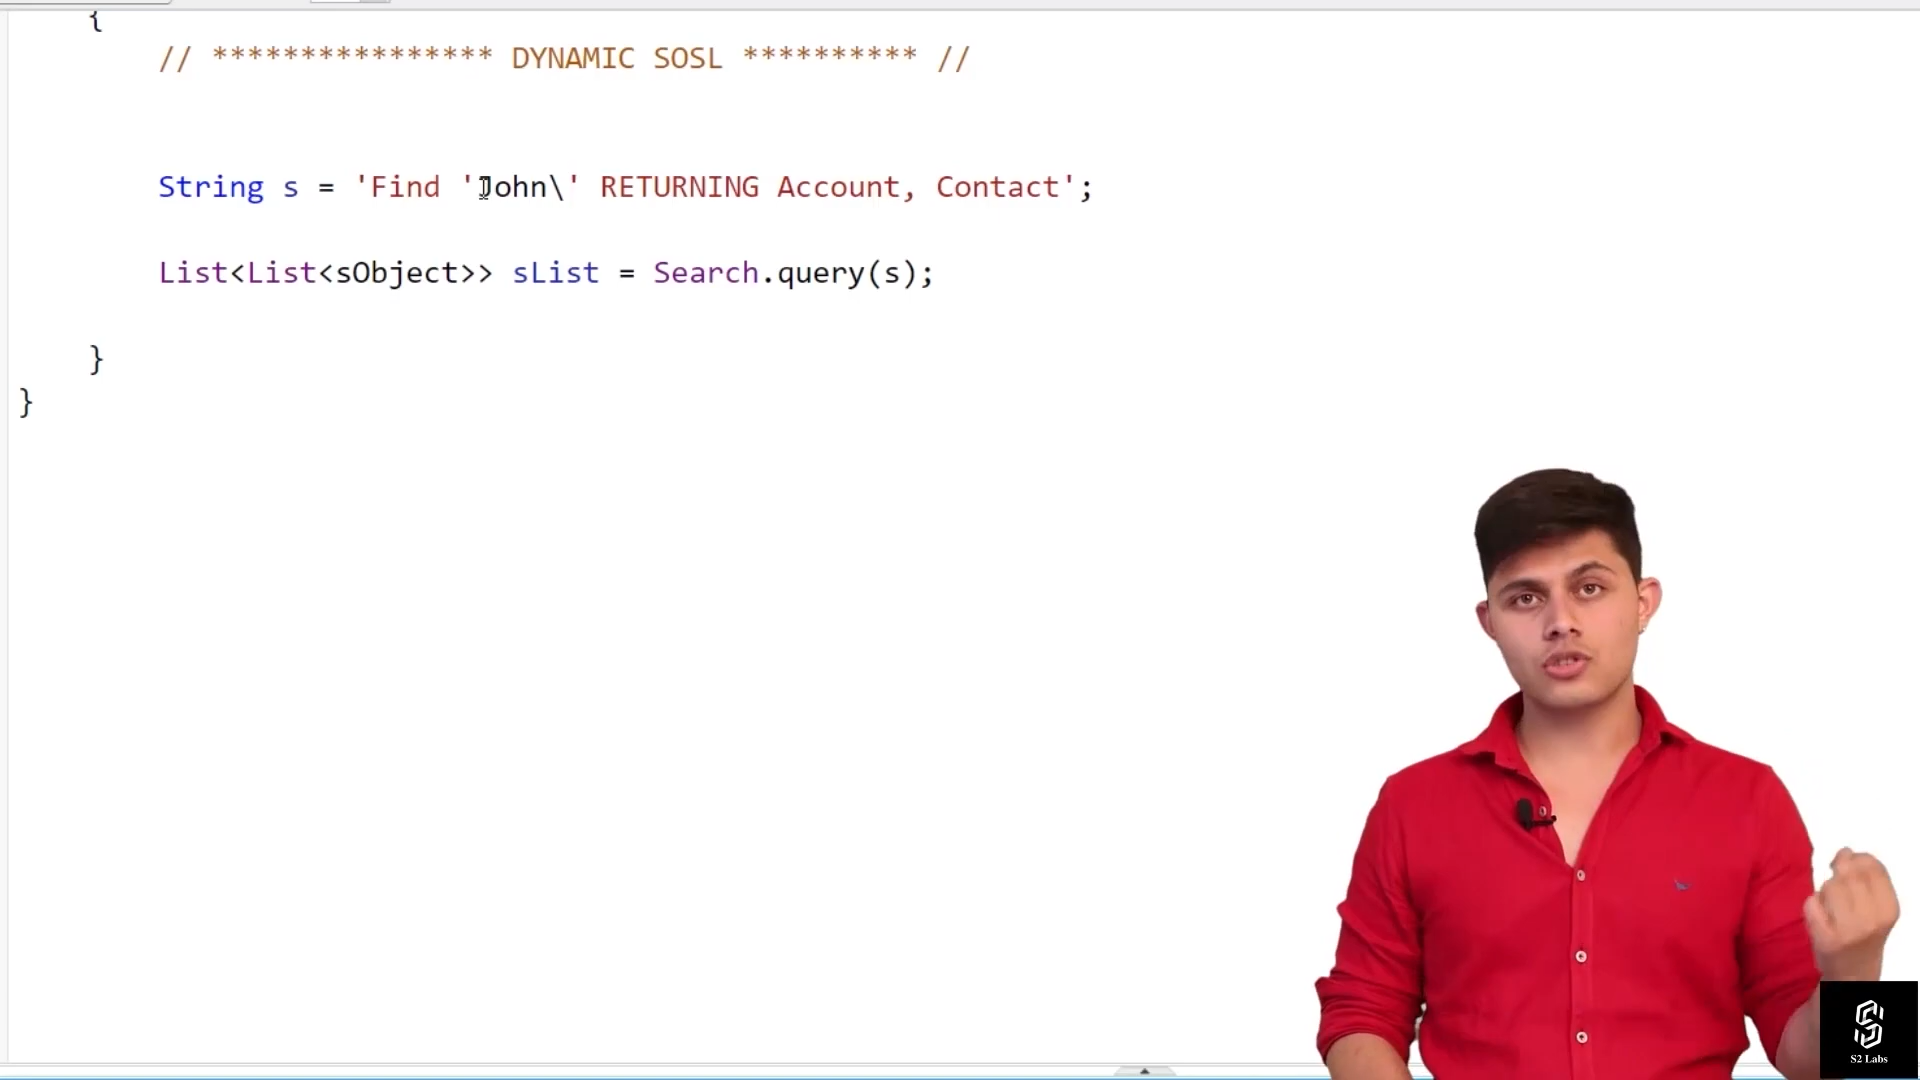 {
// **************** DYNAMIC SOSL ********** //
String s = 'Find 'John\' RETURNING Account, Contact';
List<List<sObject>> sList = Search.query(s);
}
}
S2 Labs